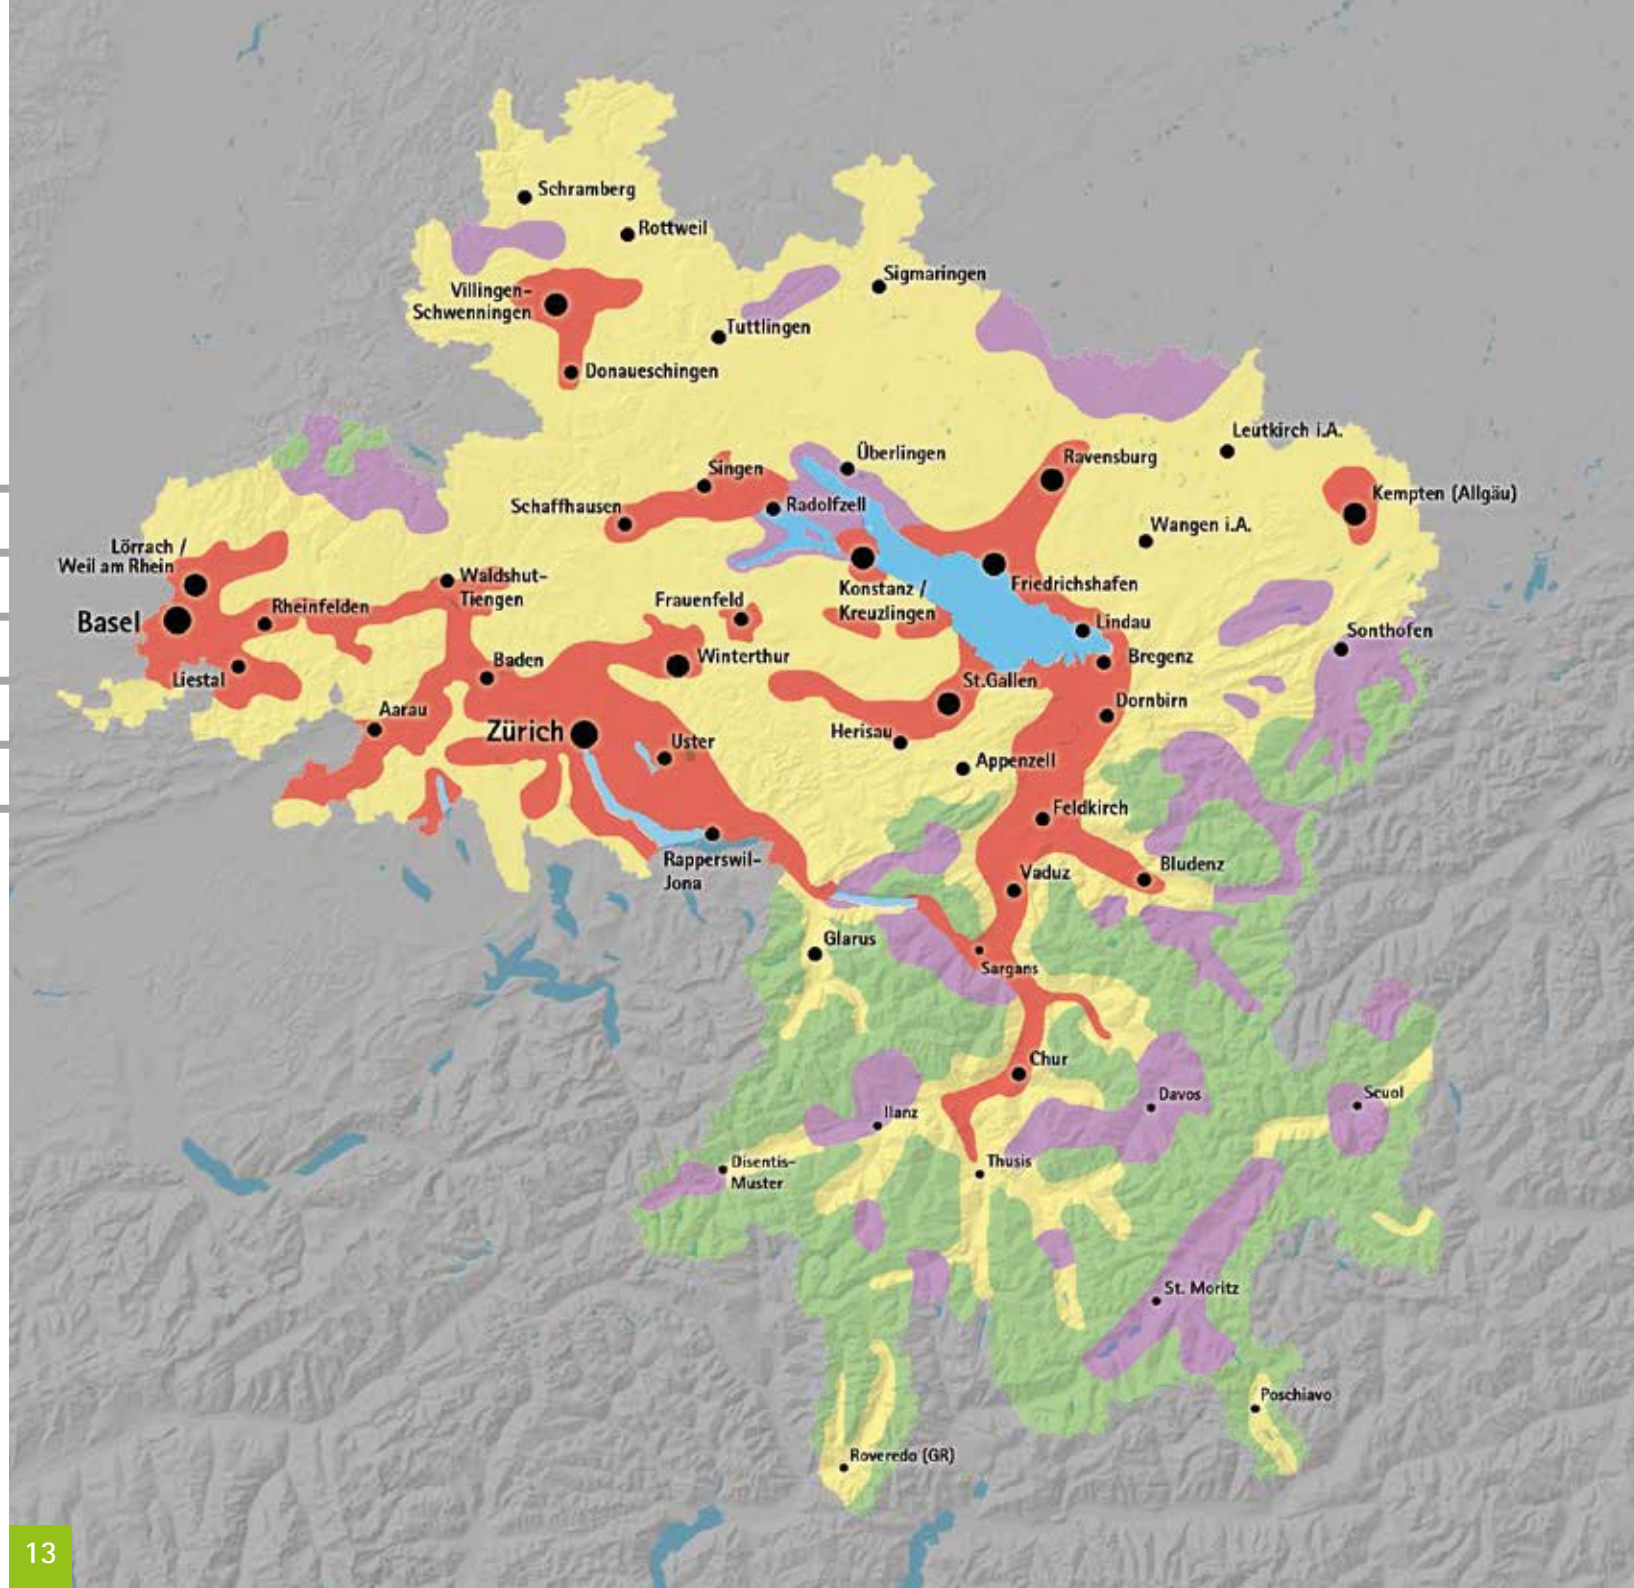 Schramberg
Rottweil
Sigmaringen
Villingen-
Schwenningen
Tuttlingen
Donaueschingen
Leutkirch i.A.
Überlingen
Ravensburg
Singen
Kempten (Allgäu)
Schaffhausen
Radolfzell
Wangen i.A.
Lörrach /
Weil am Rhein
Waldshut-
Tiengen
Friedrichshafen
Konstanz /
Kreuzlingen
Frauenfeld
Rheinfelden
Basel
Lindau
Sonthofen
Winterthur
Bregenz
Baden
Liestal
St.Gallen
Dornbirn
Aarau
Zürich
Herisau
Uster
Appenzell
Feldkirch
Rapperswil-
Jona
Bludenz
Vaduz
Glarus
Sargans
Chur
Davos
Scuol
Ilanz
Disentis-
Muster
Thusis
St. Moritz
Poschiavo
Roveredo (GR)
13